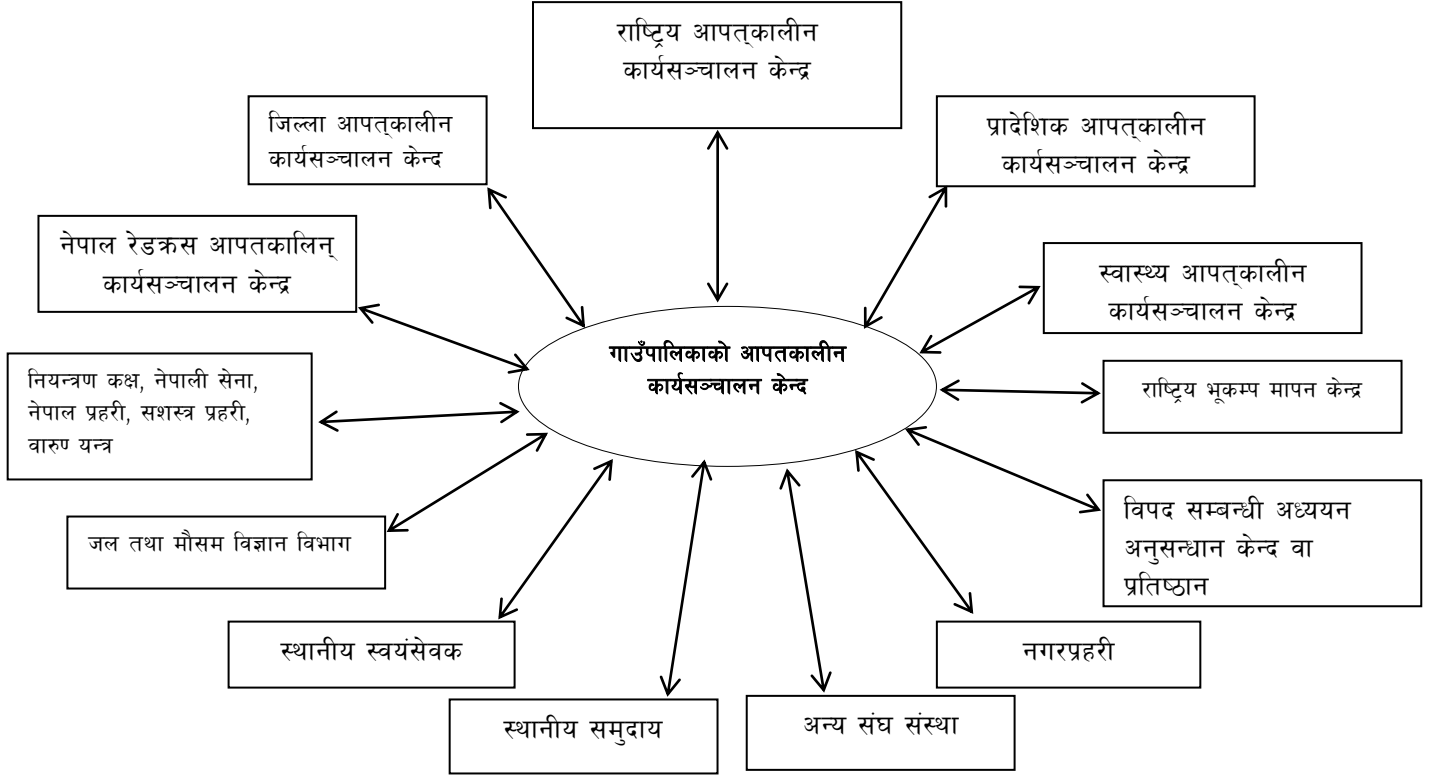 राष्ट्रिय आपत्कालीन
कार्यसञ्चालन केन्द्र
जिल्ला आपत्कालीन
कार्यसञ्चालन केन्द
प्रादेशिक आपत्कालीन
कार्यसञ्चालन केन्द्र
नेपाल रेडक्रस आपतकालिन्
कार्यसञ्चालन केन्द्र
स्वास्थ्य आपत्कालीन
कार्यसञ्चालन केन्द्र
गाउँपालिकाको आपतकालीन
कार्यसञ्चालन केन्द
नियन्त्रण कक्ष, नेपाली सेना,
नेपाल प्रहरी, सशस्त्र प्रहरी,
वारुण यन्त्र
राष्ट्रिय भूकम्प मापन केन्द्र
विपद सम्बन्धी अध्ययन
अनुसन्धान केन्द वा
प्रतिष्ठान
जल तथा मौसम विज्ञान विभाग
स्थानीय स्वयंसेवक
नगरप्रहरी
स्थानीय समुदाय
अन्य संघ संस्था